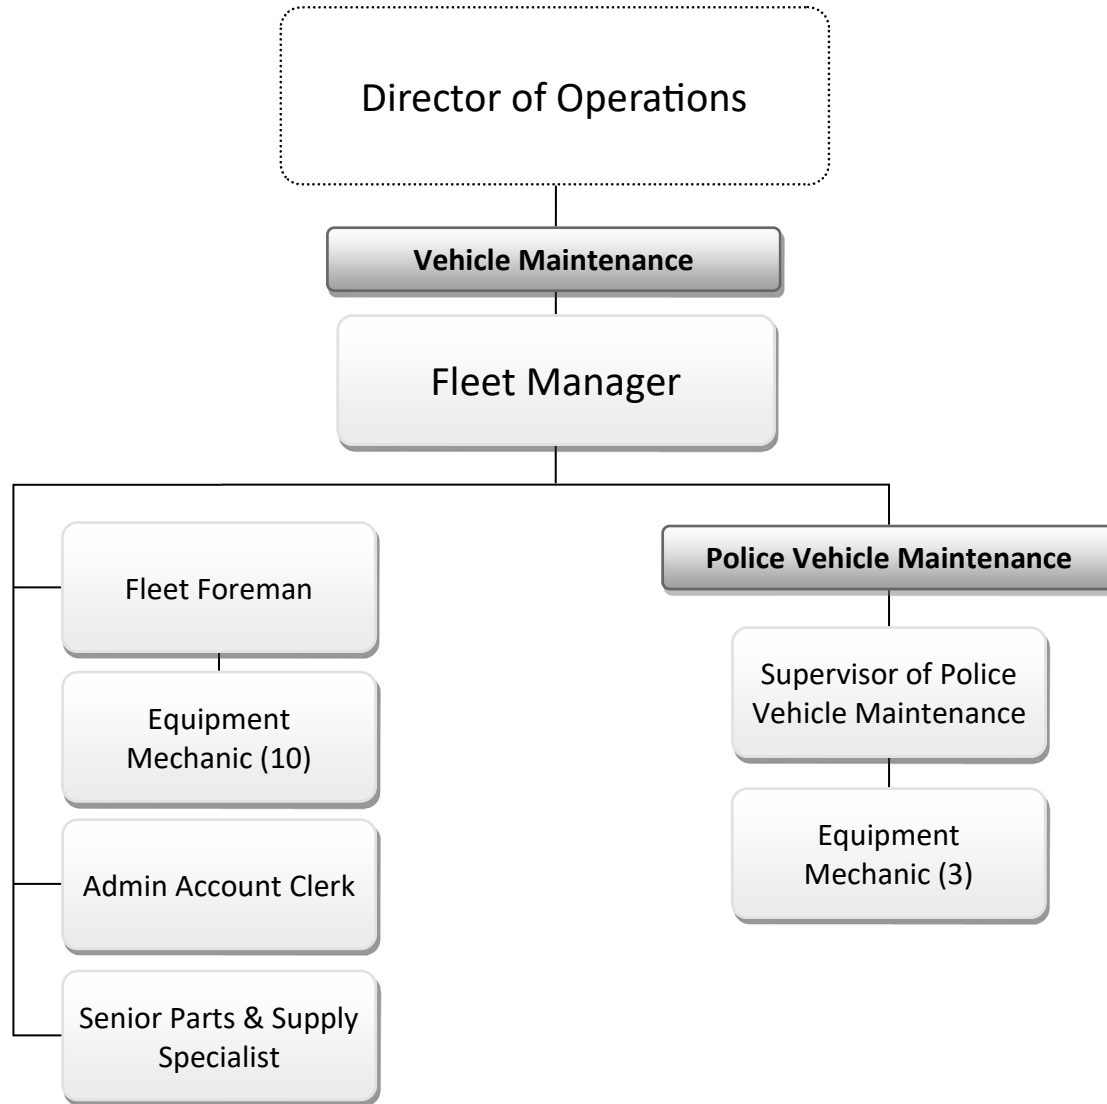 Director of Operations
Vehicle Maintenance
Fleet Manager
Fleet Foreman
Equipment
Mechanic (10)
Admin Account Clerk
Senior Parts & Supply
Specialist
Police Vehicle Maintenance
Supervisor of Police
Vehicle Maintenance
Equipment
Mechanic (3)